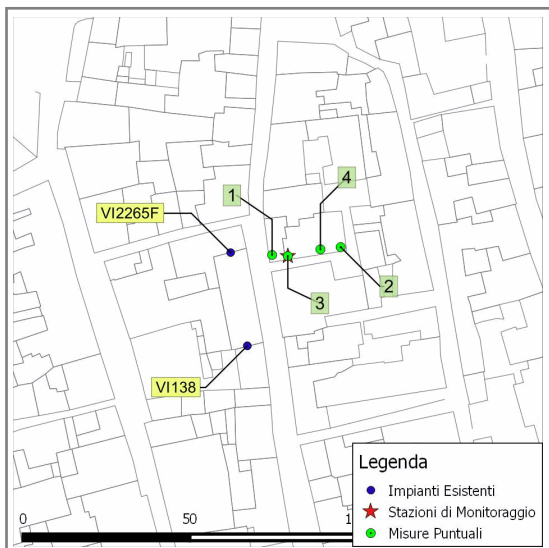 4
1
VI2265F
2
3
VI138
Legenda
Impianti Esistenti
Stazioni di Monitoraggio
Misure Puntuali
0
50